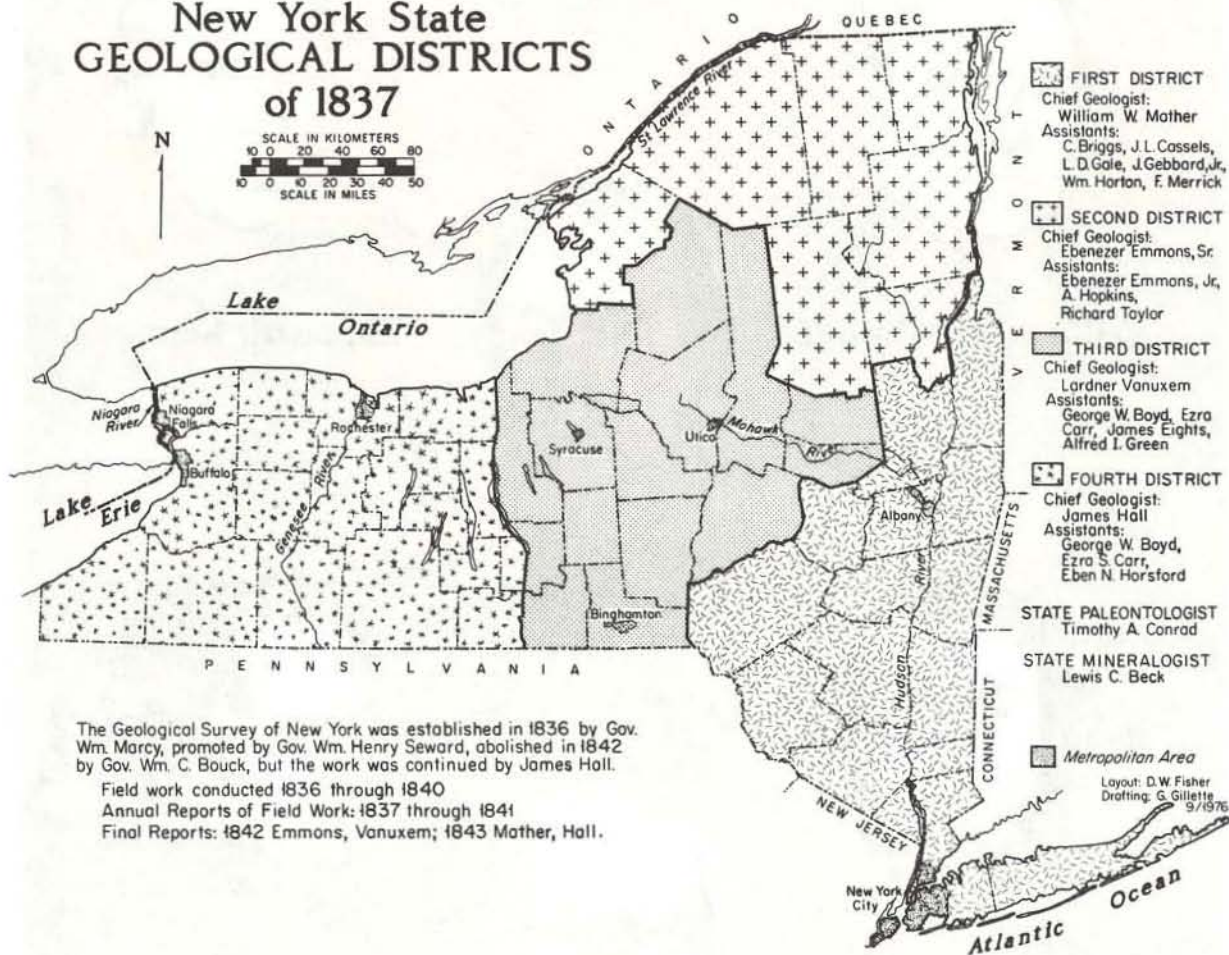 New York State
GEOLOGICAL DISTRICTS
of 1837
N
SCALE IN KILOMETERS
10 0 20 40 60 80
10 0 10 20 30 40 50
SCALE IN MILES
QUEBEC
ONTARIO
St Lawrence River
VERMONT
Lake
Ontario
Niagara
River
Niagara
Falls
Rochester
Buffalo
Genesee River
Lake
Erie
Syracuse
Utica
Mohawk
River
Albany
Binghamton
Hudson
River
MASSACHUSETTS
CONNECTICUT
PENNSYLVANIA
NEW JERSEY
New York
City
Atlantic Ocean
FIRST DISTRICT
Chief Geologist:
William W. Mather
Assistants:
C. Briggs, J. L. Cassels,
L. D. Gale, J. Gebbard, Jr.,
Wm. Horton, F. Merrick
SECOND DISTRICT
Chief Geologist:
Ebenezer Emmons, Sr.
Assistants:
Ebenezer Emmons, Jr.,
A. Hopkins,
Richard Taylor
THIRD DISTRICT
Chief Geologist:
Lardner Vanuxem
Assistants:
George W. Boyd, Ezra
Carr, James Eights,
Alfred I. Green
FOURTH DISTRICT
Chief Geologist:
James Hall
Assistants:
George W. Boyd,
Ezra S. Carr,
Eben N. Horsford
STATE PALEONTOLOGIST
Timothy A. Conrad
STATE MINERALOGIST
Lewis C. Beck
Metropolitan Area
Layout: D. W. Fisher
Drafting: G. Gillette
9/1976
The Geological Survey of New York was established in 1836 by Gov.
Wm. Marcy, promoted by Gov. Wm. Henry Seward, abolished in 1842
by Gov. Wm. C. Bouck, but the work was continued by James Hall.
Field work conducted 1836 through 1840
Annual Reports of Field Work: 1837 through 1841
Final Reports: 1842 Emmons, Vanuxem; 1843 Mather, Hall.